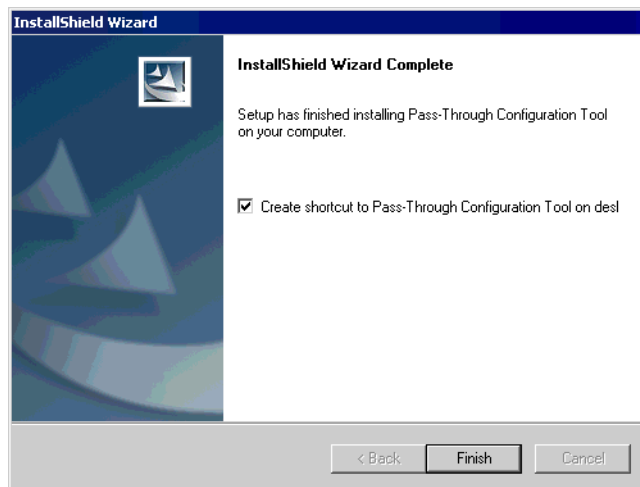 InstallShield Wizard
InstallShield Wizard Complete
Setup has finished installing Pass-Through Configuration Tool
on your computer.
Create shortcut to Pass-Through Configuration Tool on desl
< Back
Finish
Cancel